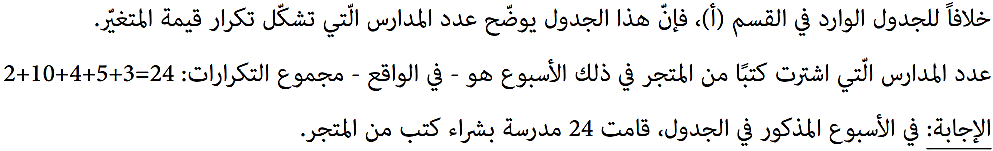 خلافاً للجدول الوارد في القسم (أ)، فإنّ هذا الجدول يوضّح عدد المدارس الّتي تشكّل تكرار قيمة المتغيّر.
عدد المدارس الّتي اشترت كتبًا من المتجر في ذلك الأسبوع هو - في الواقع - مجموع التكرارات: 24=3+5+4+10+2
الإجابة: في الأسبوع المذكور في الجدول، قامت 24 مدرسة بشراء كتب من المتجر.